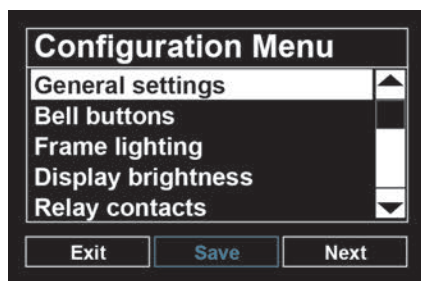 Configuration Menu
General settings
Bell buttons
Frame lighting
Display brightness
Relay contacts
Exit Save Next